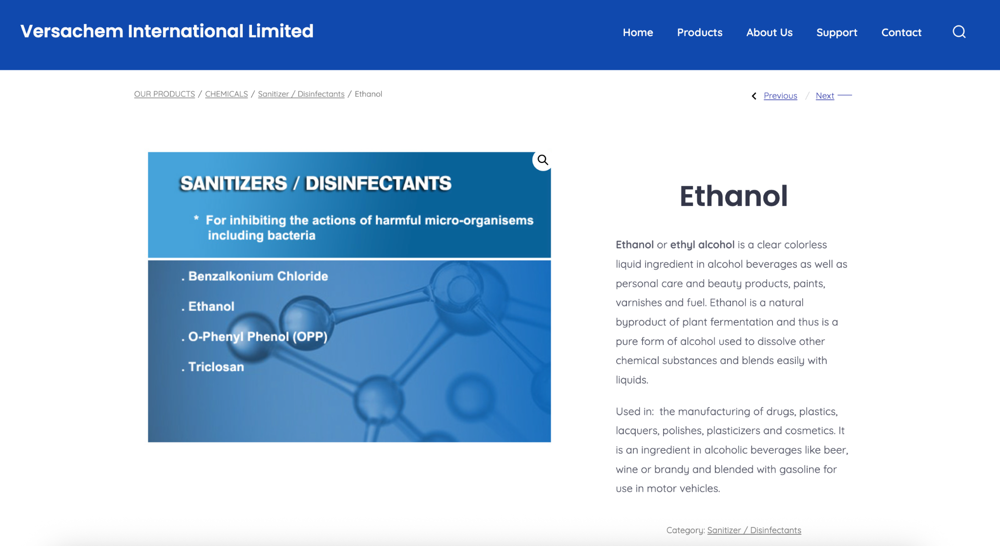 Versachem International Limited
Home Products About Us Support Contact
OUR PRODUCTS / CHEMICALS / Sanitizer / Disinfectants / Ethanol
Previous / Next
SANITIZERS / DISINFECTANTS
* For inhibiting the actions of harmful micro-organisems
including bacteria
. Benzalkonium Chloride
. Ethanol
. O-Phenyl Phenol (OPP)
. Triclosan
Ethanol
Ethanol or ethyl alcohol is a clear colorless
liquid ingredient in alcohol beverages as well as
personal care and beauty products, paints,
varnishes and fuel. Ethanol is a natural
byproduct of plant fermentation and thus is a
pure form of alcohol used to dissolve other
chemical substances and blends easily with
liquids.
Used in:  the manufacturing of drugs, plastics,
lacquers, polishes, plasticizers and cosmetics. It
is an ingredient in alcoholic beverages like beer,
wine or brandy and blended with gasoline for
use in motor vehicles.
Category: Sanitizer / Disinfectants